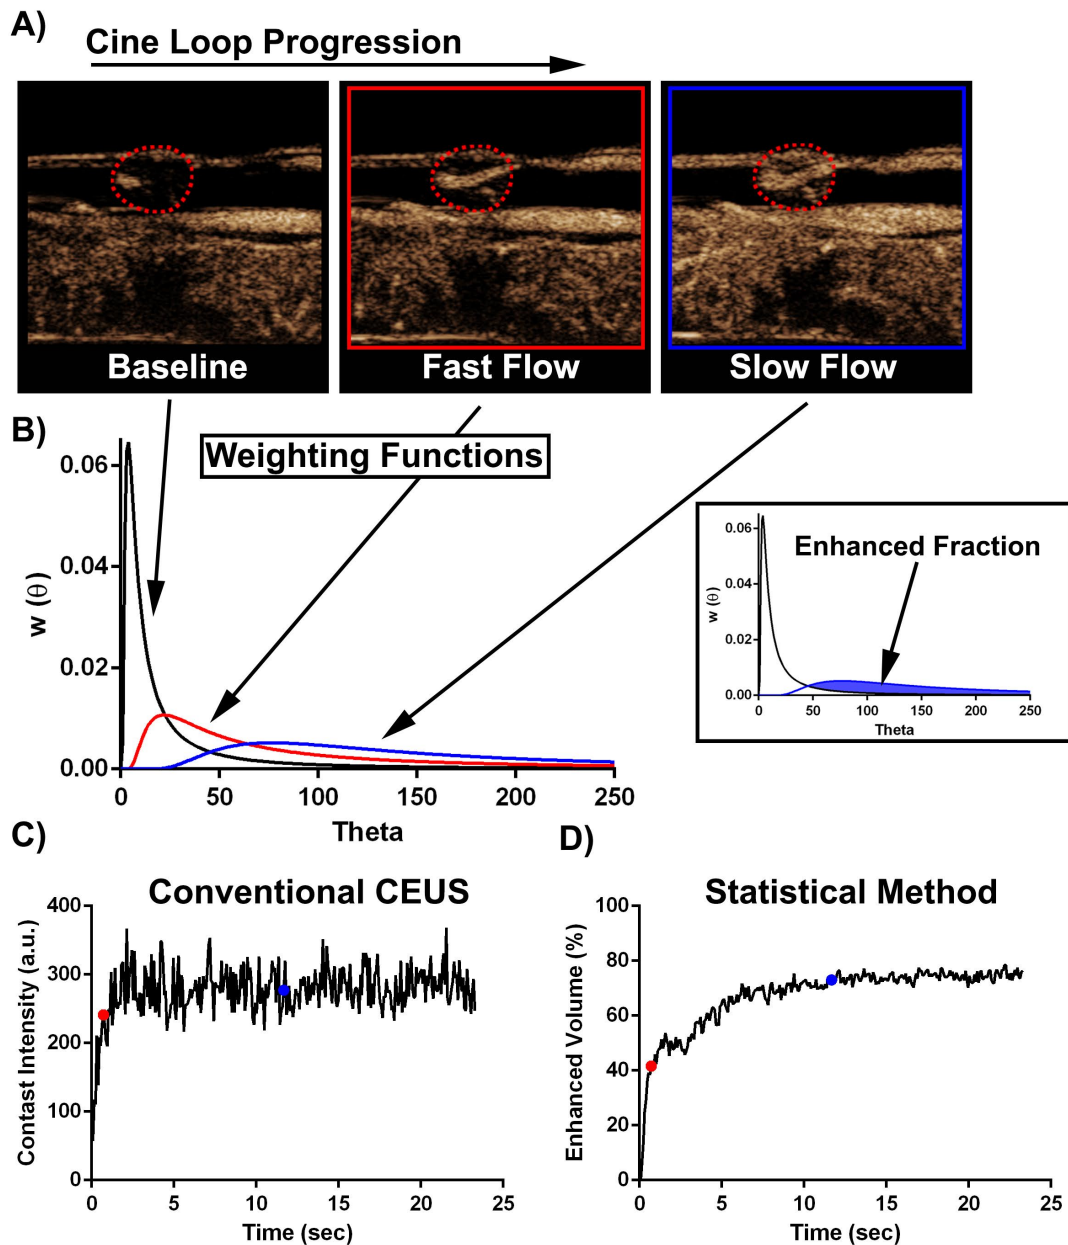 A)
Cine Loop Progression
Baseline
Fast Flow
Slow Flow
B)
Weighting Functions
0.06
0.04
0.02
0.00
w (θ)
0
50
100
150
200
250
Theta
Enhanced Fraction
0.06
0.04
0.02
0.00
w (θ)
0
50
100
150
200
250
Theta
C)
Conventional CEUS
400
300
200
100
0
Contast Intensity (a.u.)
0
5
10
15
20
25
Time (sec)
D)
Statistical Method
100
80
60
40
20
0
Enhanced Volume (%)
0
5
10
15
20
25
Time (sec)